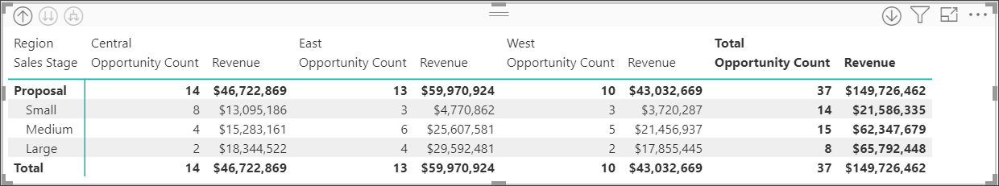 Region Central East West Total
Sales Stage Opportunity Count Revenue Opportunity Count Revenue Opportunity Count Revenue Opportunity Count Revenue
Proposal 14 $46,722,869 13 $59,970,924 10 $43,032,669 37 $149,726,462
Small 8 $13,095,186 3 $4,770,862 3 $3,720,287 14 $21,586,335
Medium 4 $15,283,161 6 $25,607,581 5 $21,456,937 15 $62,347,679
Large 2 $18,344,522 4 $29,592,481 2 $17,855,445 8 $65,792,448
Total 14 $46,722,869 13 $59,970,924 10 $43,032,669 37 $149,726,462